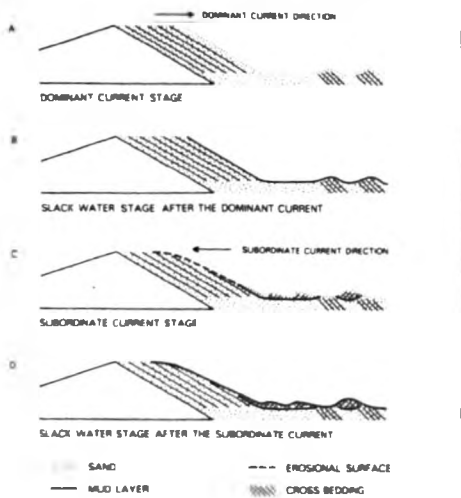 A
DOMINANT CURRENT DIRECTION
DOMINANT CURRENT STAGE
B
SLACK WATER STAGE AFTER THE DOMINANT CURRENT
C
SUBORDINATE CURRENT DIRECTION
SUBORDINATE CURRENT STAGE
D
SLACK WATER STAGE AFTER THE SUBORDINATE CURRENT
SAND
EROSIONAL SURFACE
MUD LAYER
CROSS BEDDING